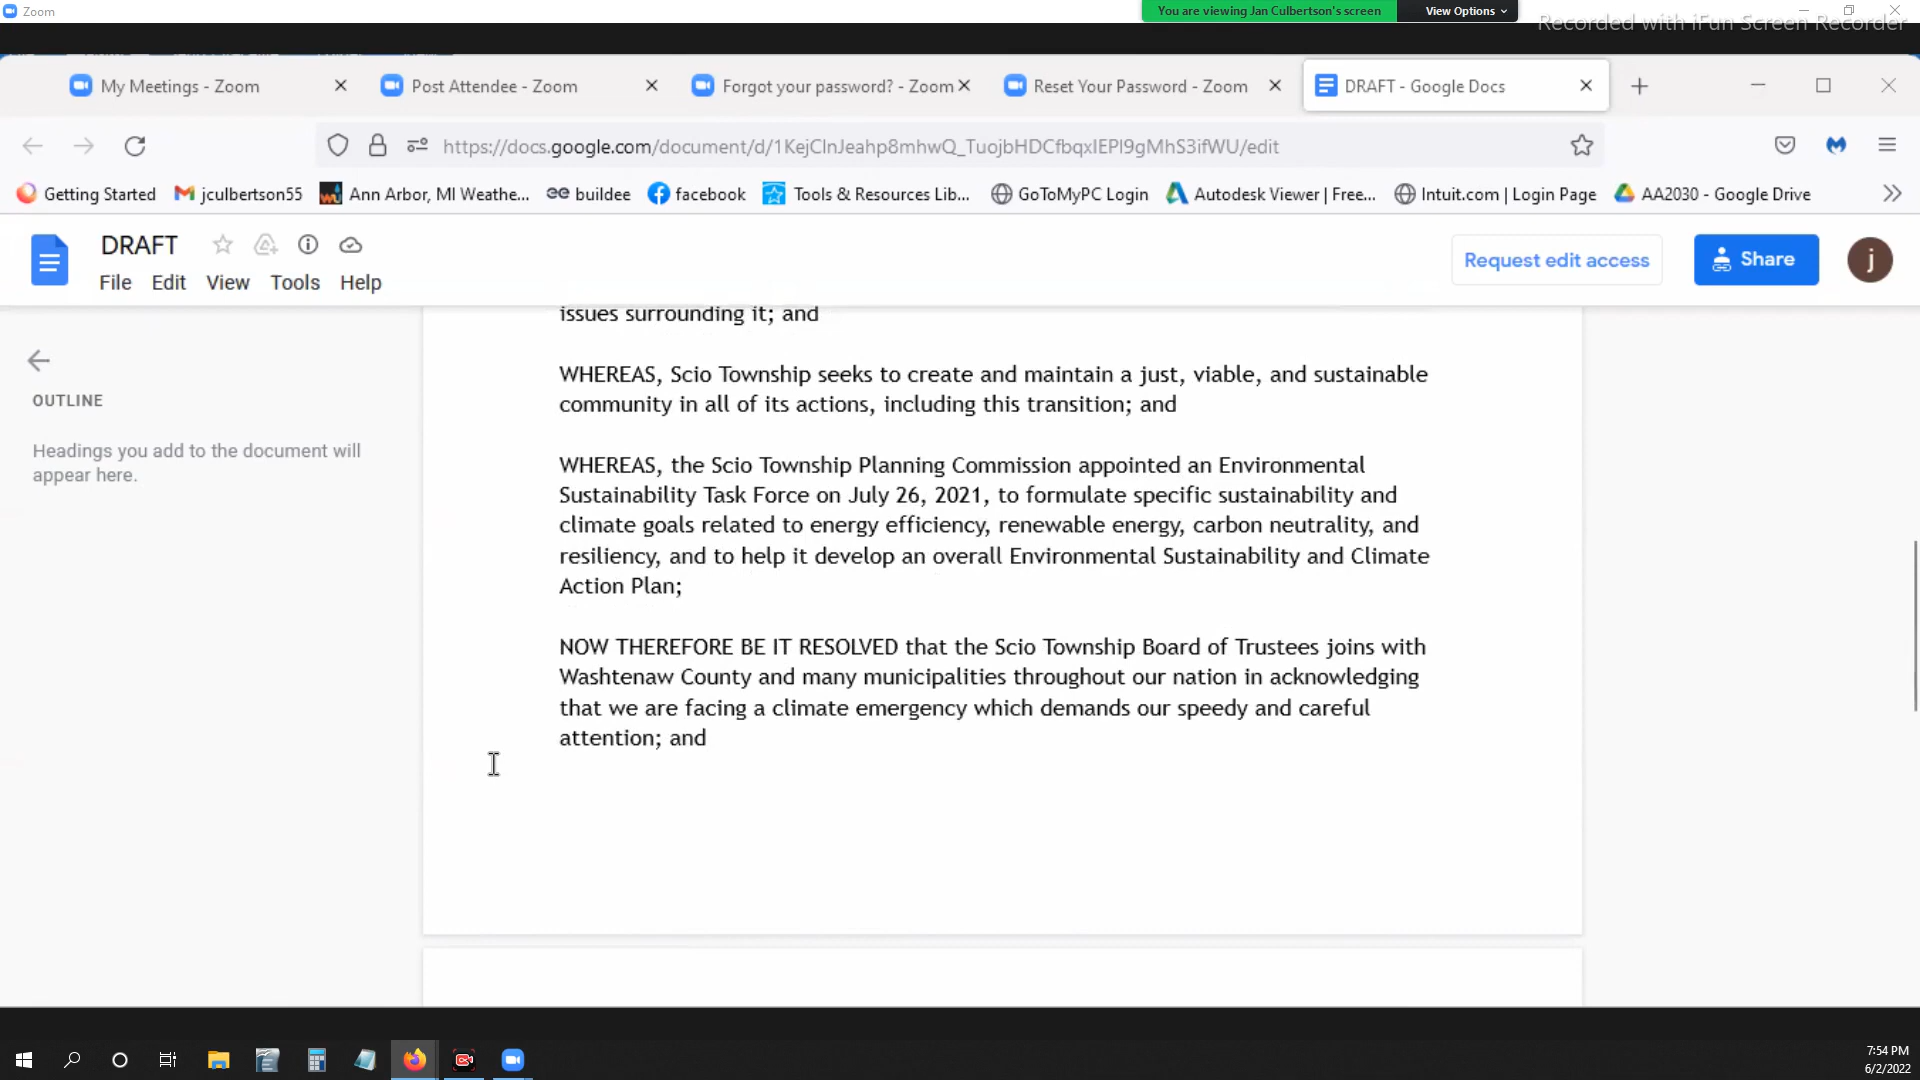 Zoom
You are viewing Jan Culbertson's screen
View Options
Recorded with iFun Screen Recorder
My Meetings - Zoom
Post Attendee - Zoom
Forgot your password? - Zoom
Reset Your Password - Zoom
DRAFT - Google Docs
https://docs.google.com/document/d/1KejClnJeahp8mhwQ_TuojbHDCfbqxIEPl9gMhS3ifWU/edit
Getting Started
jculbertson55
Ann Arbor, MI Weathe...
buildee
facebook
Tools & Resources Lib...
GoToMyPC Login
Autodesk Viewer | Free...
Intuit.com | Login Page
AA2030 - Google Drive
DRAFT
File Edit View Tools Help
Request edit access
Share
j
OUTLINE
Headings you add to the document will
appear here.
issues surrounding it; and
WHEREAS, Scio Township seeks to create and maintain a just, viable, and sustainable
community in all of its actions, including this transition; and
WHEREAS, the Scio Township Planning Commission appointed an Environmental
Sustainability Task Force on July 26, 2021, to formulate specific sustainability and
climate goals related to energy efficiency, renewable energy, carbon neutrality, and
resiliency, and to help it develop an overall Environmental Sustainability and Climate
Action Plan;
NOW THEREFORE BE IT RESOLVED that the Scio Township Board of Trustees joins with
Washtenaw County and many municipalities throughout our nation in acknowledging
that we are facing a climate emergency which demands our speedy and careful
attention; and
7:54 PM
6/2/2022